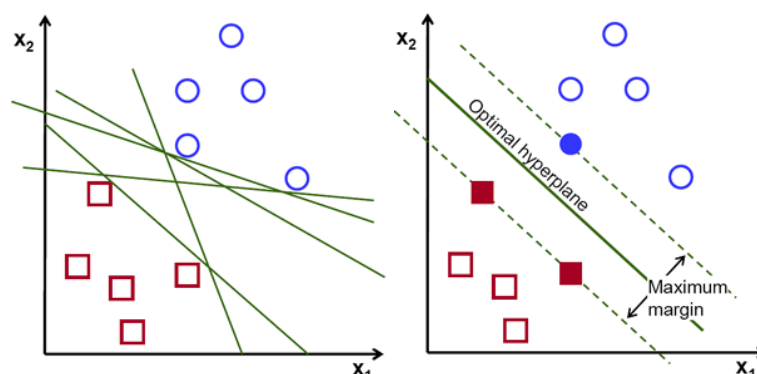 x₂
x₁
x₂
Optimal hyperplane
Maximum
margin
x₁